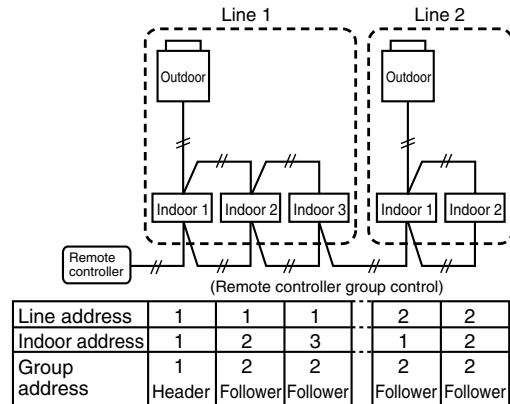 Line 1
Line 2
Outdoor
Outdoor
Indoor 1
Indoor 2
Indoor 3
Indoor 1
Indoor 2
Remote
controller
(Remote controller group control)
Line address 1 1 1 2 2
Indoor address 1 2 3 1 2
Group
address
1 2 2 2 2
Header Follower Follower Follower Follower